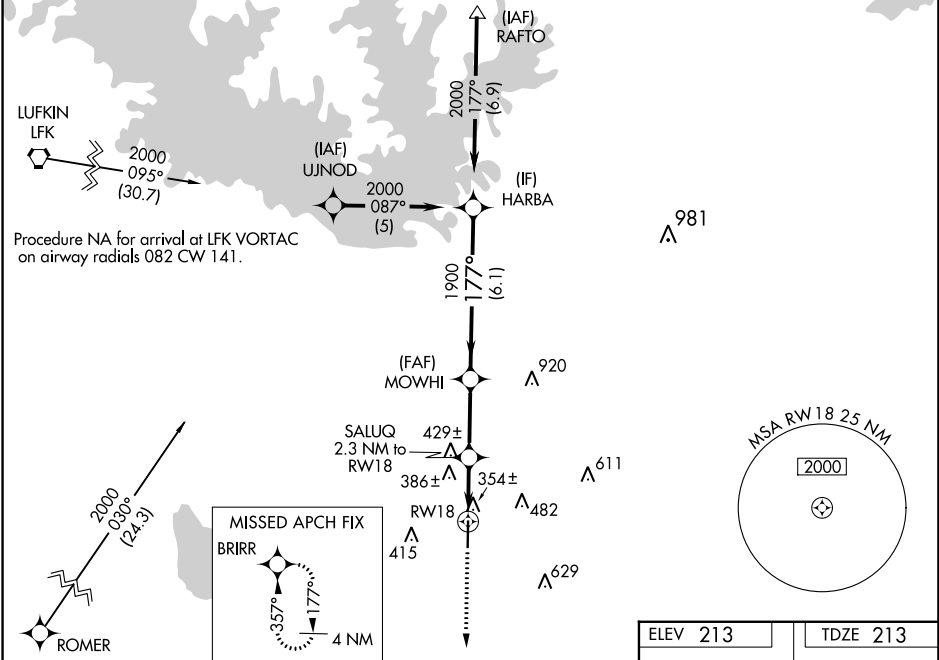 (IAF)
RAFTO
2000
177°
(6.9)
LUFKIN
LFK
2000
095°
(30.7)
(IAF)
UJNOD
2000
087°
(5)
(IF)
HARBA
981
Procedure NA for arrival at LFK VORTAC
on airway radials 082 CW 141.
1900
177°
(6.1)
(FAF)
MOWHI
920
SALUQ
2.3 NM to
RW18
429±
386±
354±
611
482
RW18
415
629
MSA RW18 25 NM
2000
2000
030°
(24.3)
ROMER
MISSED APCH FIX
BRIRR
357°
177°
4 NM
ELEV 213
TDZE 213